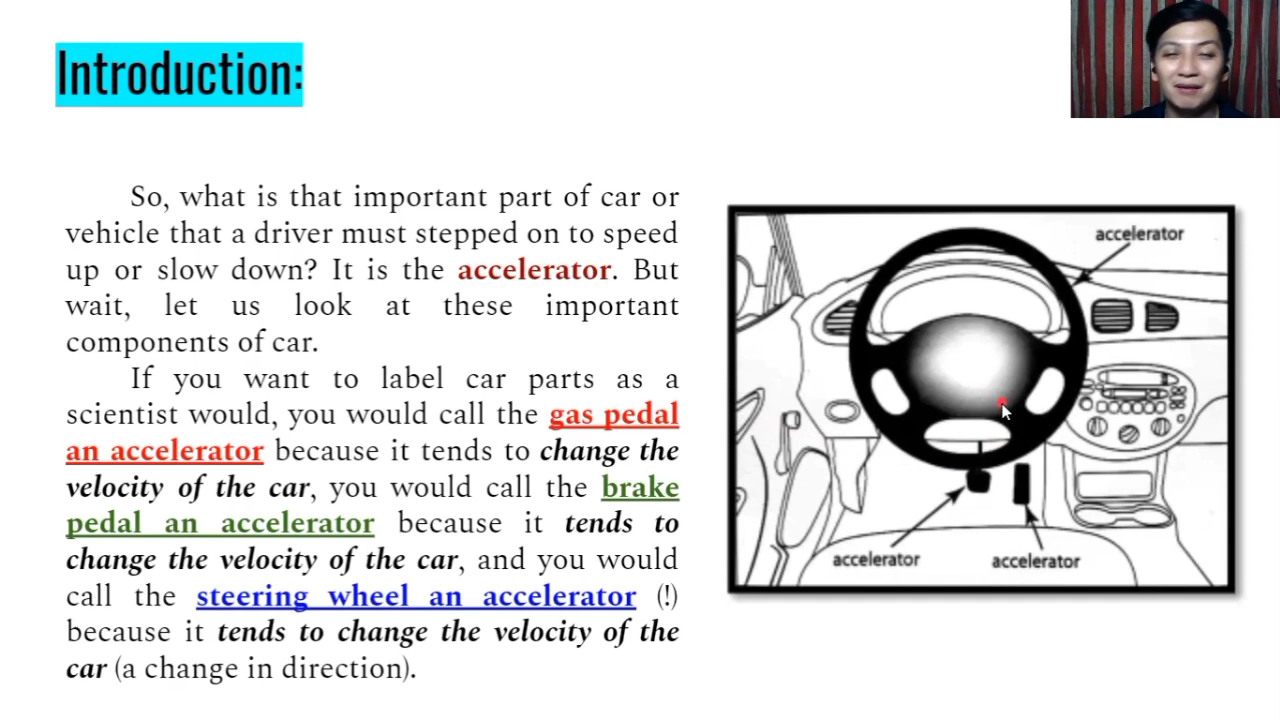 Introduction:
So, what is that important part of car or
vehicle that a driver must stepped on to speed
up or slow down? It is the accelerator. But
wait, let us look at these important
components of car.
If you want to label car parts as a
scientist would, you would call the gas pedal
an accelerator because it tends to change the
velocity of the car, you would call the brake
pedal an accelerator because it tends to
change the velocity of the car, and you would
call the steering wheel an accelerator (!)
because it tends to change the velocity of the
car (a change in direction).
accelerator
accelerator
accelerator